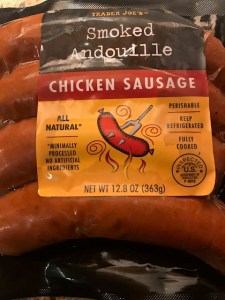 TRADER JOE'S
Smoked
Andouille
CHICKEN SAUSAGE
ALL
NATURAL*
*MINIMALLY
PROCESSED
NO ARTIFICIAL
INGREDIENTS
PERISHABLE
KEEP
REFRIGERATED
FULLY
COOKED
INSPECTED
U.S.
NET WT 12.8 OZ (363g)